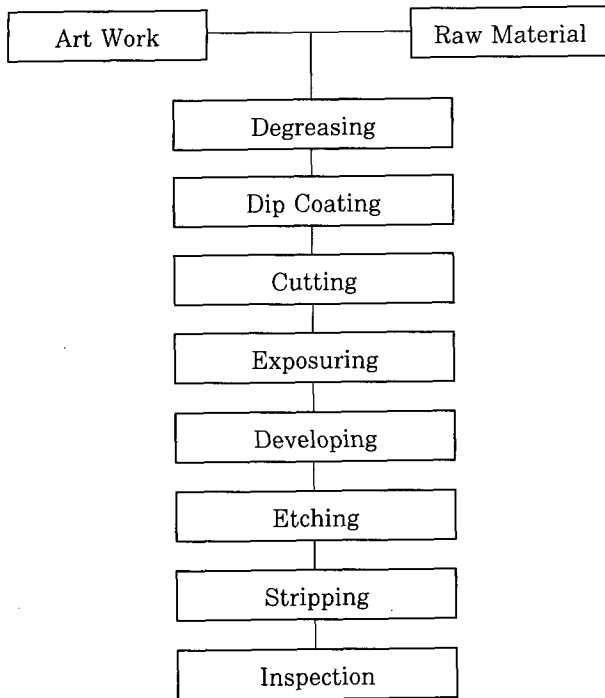 Art Work
Raw Material
Degreasing
Dip Coating
Cutting
Exposuring
Developing
Etching
Stripping
Inspection